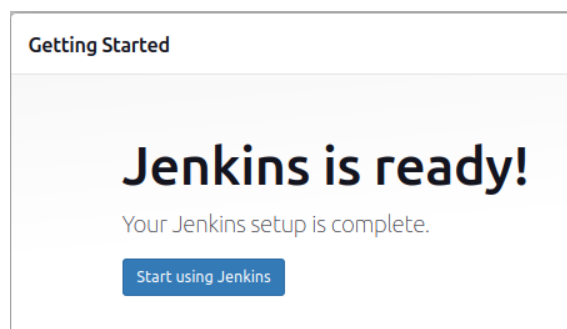 Getting Started
Jenkins is ready!
Your Jenkins setup is complete.
Start using Jenkins